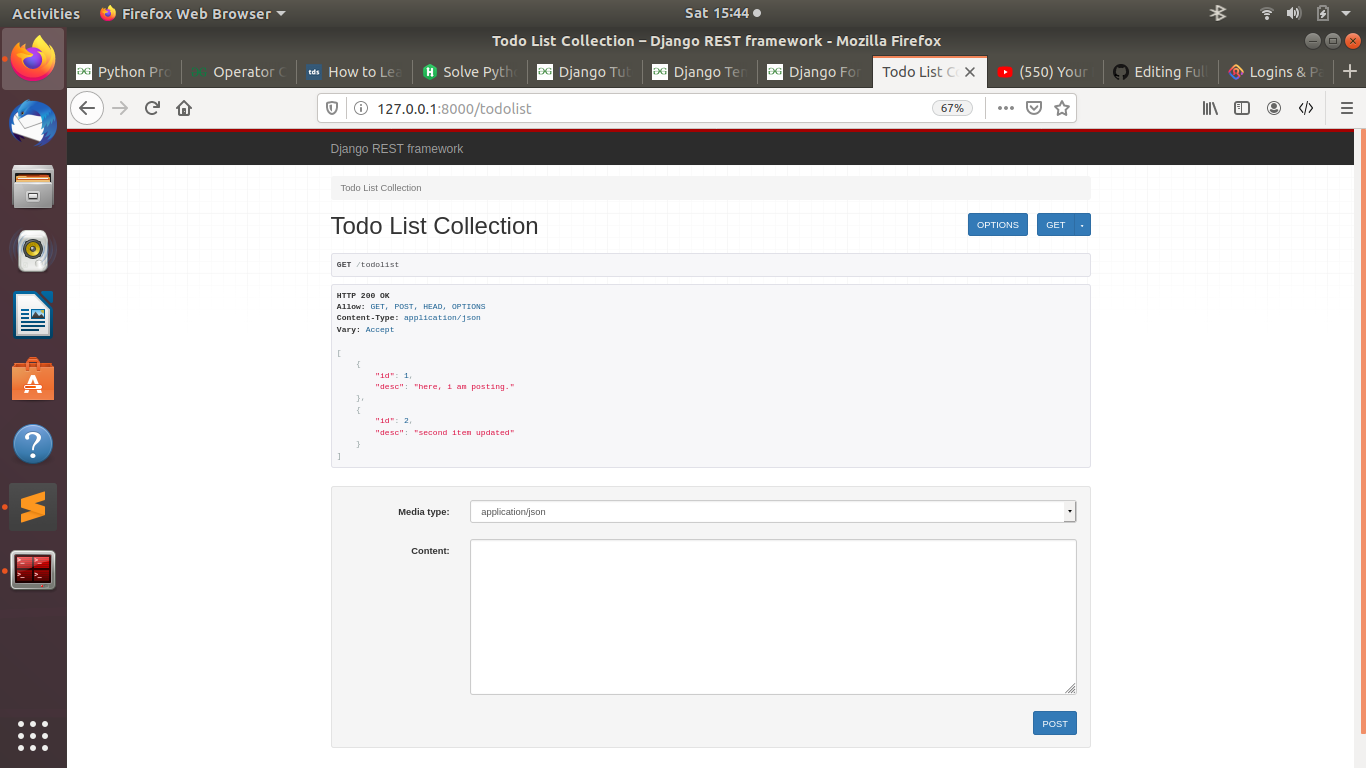 Activities
Firefox Web Browser
Sat 15:44
Todo List Collection – Django REST framework - Mozilla Firefox
Python Pro
Operator
How to Lea
Solve Pyth
Django Tut
Django Ten
Django For
Todo List C
(550) Your
Editing Full
Logins & Pa
127.0.0.1:8000/todolist
67%
Django REST framework
Todo List Collection
Todo List Collection
OPTIONS
GET
GET /todolist
HTTP 200 OK
Allow: GET, POST, HEAD, OPTIONS
Content-Type: application/json
Vary: Accept
[
{
"id": 1,
"desc": "here, i am posting."
},
{
"id": 2,
"desc": "second item updated"
}
]
Media type:
application/json
Content:
POST